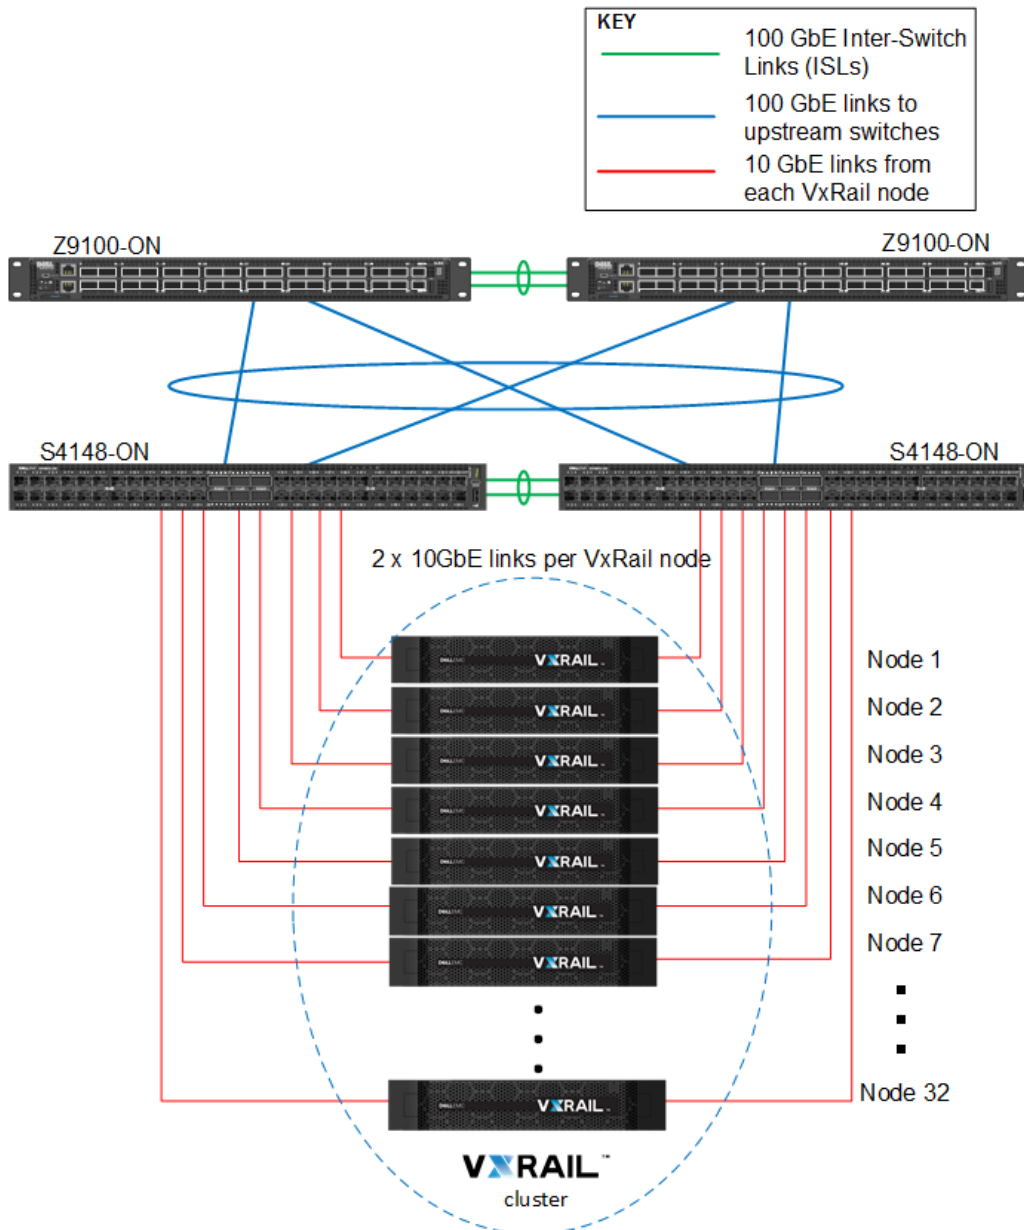 KEY
100 GbE Inter-Switch
Links (ISLs)
100 GbE links to
upstream switches
10 GbE links from
each VxRail node
Z9100-ON
Z9100-ON
S4148-ON
S4148-ON
2 x 10GbE links per VxRail node
VXRAIL
Node 1
VXRAIL
Node 2
VXRAIL
Node 3
VXRAIL
Node 4
VXRAIL
Node 5
VXRAIL
Node 6
VXRAIL
Node 7
VXRAIL
Node 32
VXRAIL™
cluster